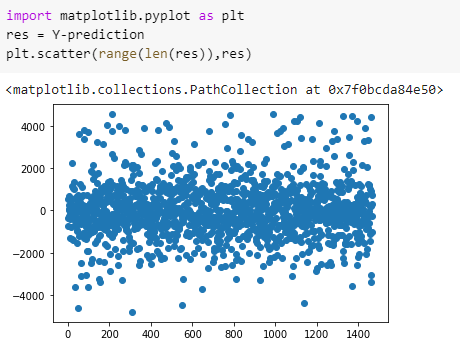 import matplotlib.pyplot as plt
res = Y-prediction
plt.scatter(range(len(res)),res)
<matplotlib.collections.PathCollection at 0x7f0bcda84e50>
4000
2000
0
−2000
−4000
0 200 400 600 800 1000 1200 1400